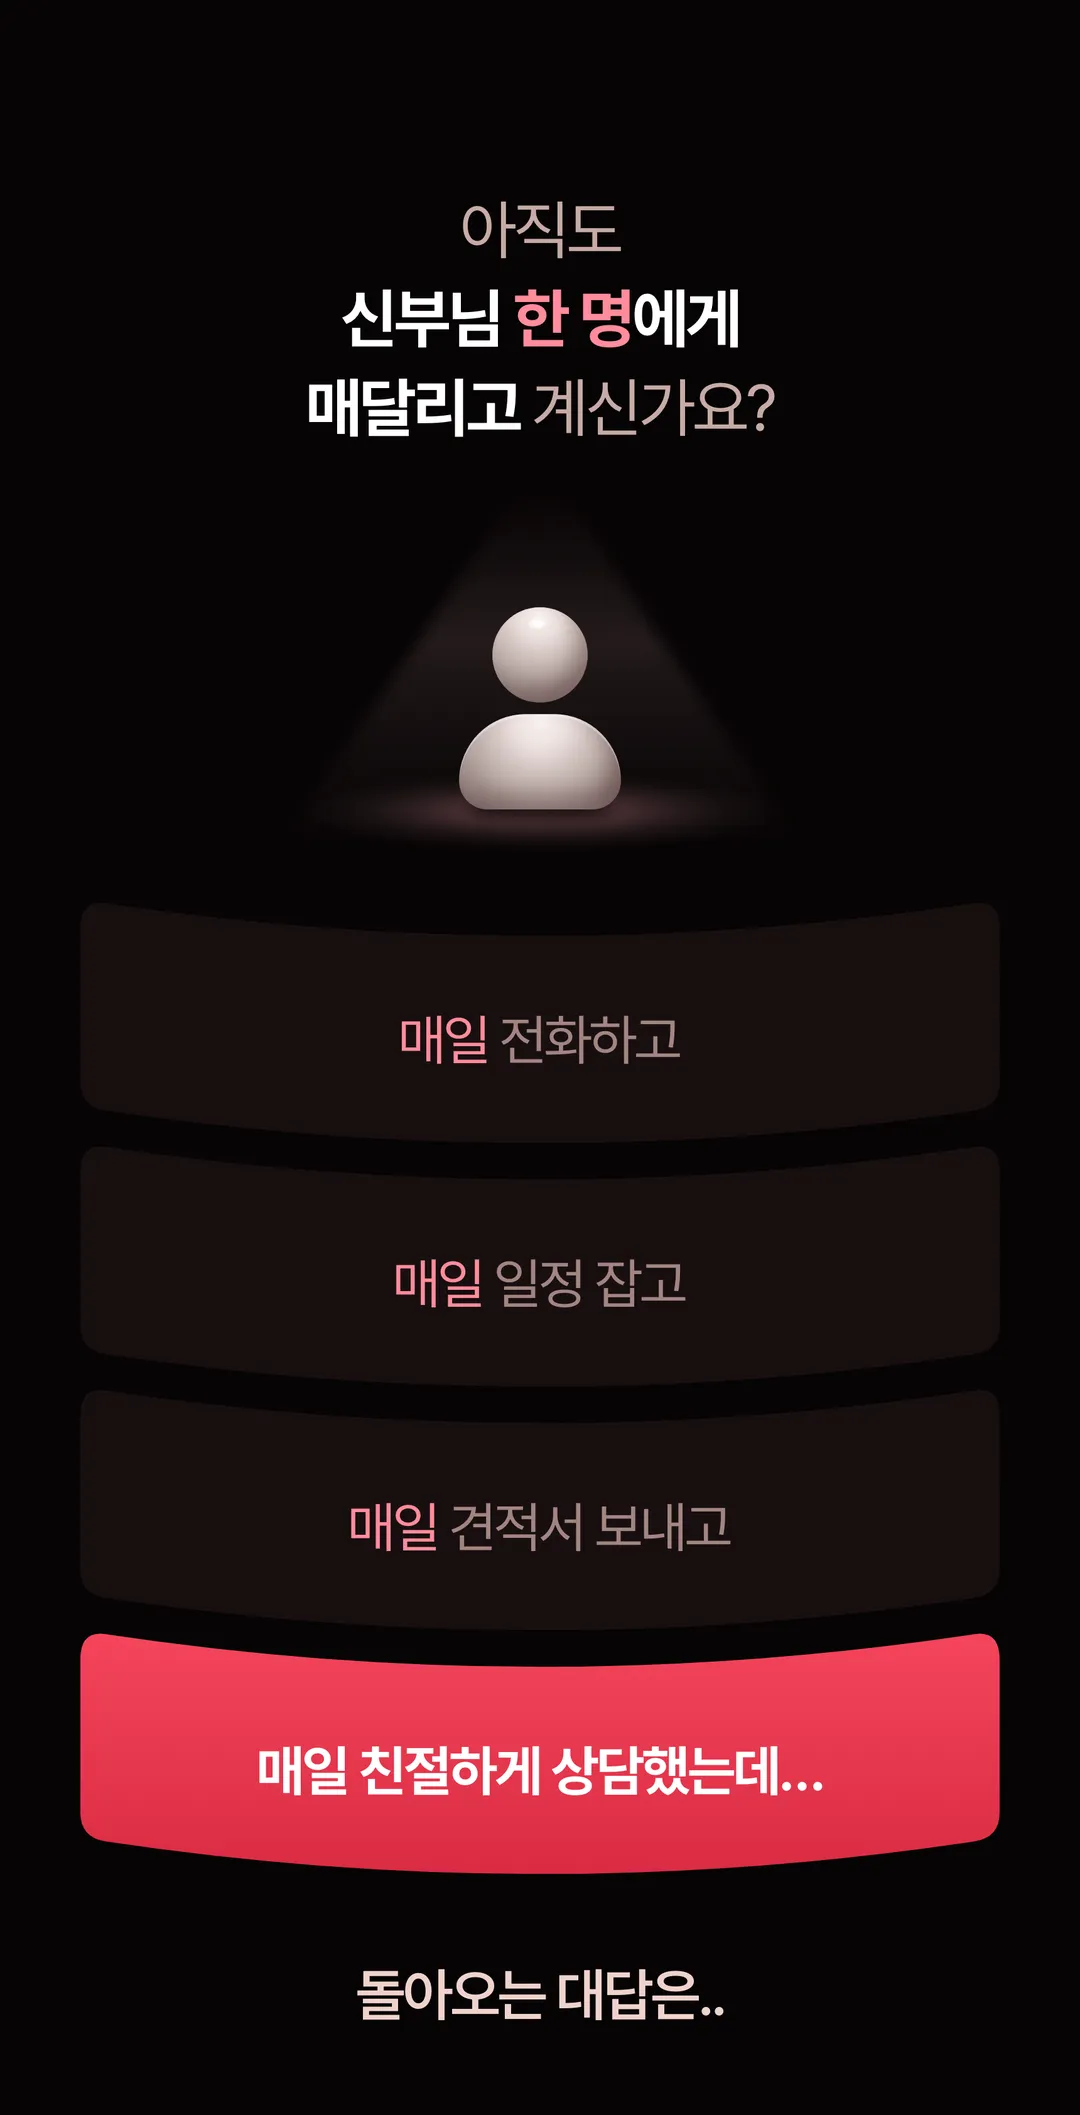 아직도
신부님 한 명에게
매달리고 계신가요?
매일 전화하고
매일 일정 잡고
매일 견적서 보내고
매일 친절하게 상담했는데...
돌아오는 대답은..